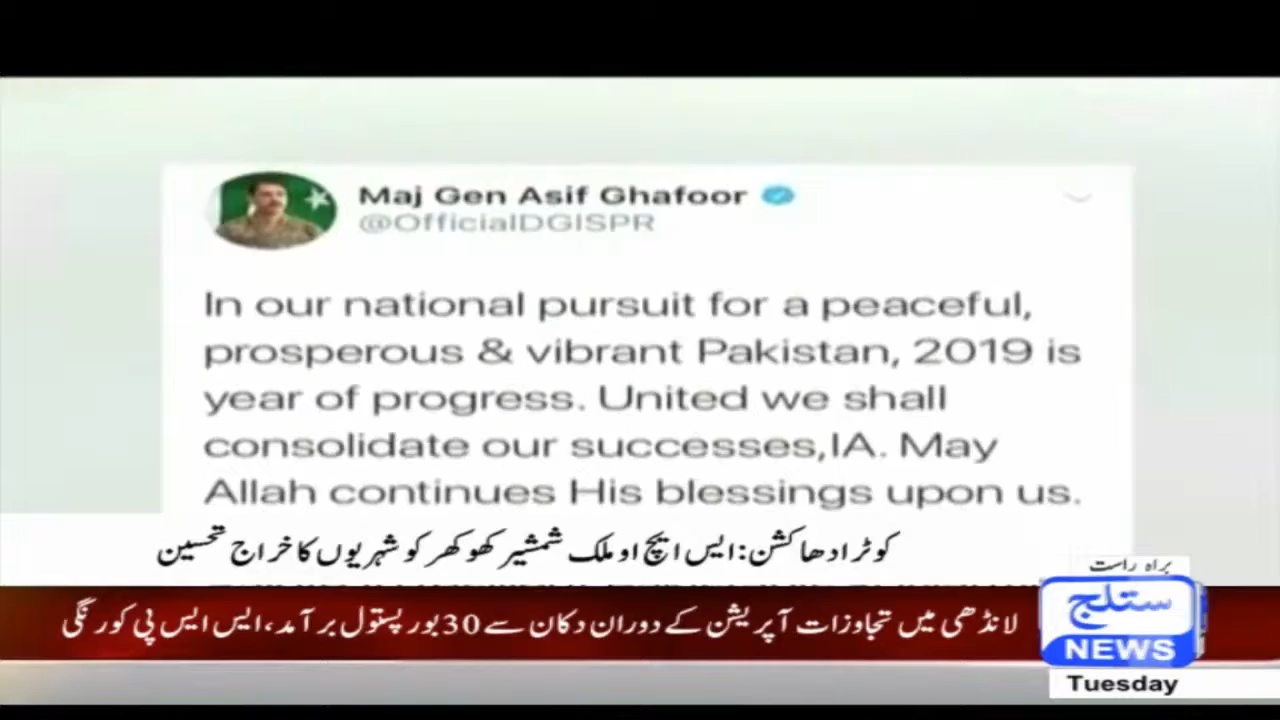 Maj Gen Asif Ghafoor
@OfficialDGISPR
In our national pursuit for a peaceful,
prosperous & vibrant Pakistan, 2019 is
year of progress. United we shall
consolidate our successes,IA. May
Allah continues His blessings upon us.
کوٹ رادھا کشن: ایس ایچ او ملک شمشیر کھوکھر کو شہریوں کا خراج تحسین
براہ راست
لانڈھی میں تجاوزات آپریشن کے دوران دکان سے 30 بور پستول برآمد، ایس ایس پی کورنگی
ستلج
NEWS
Tuesday